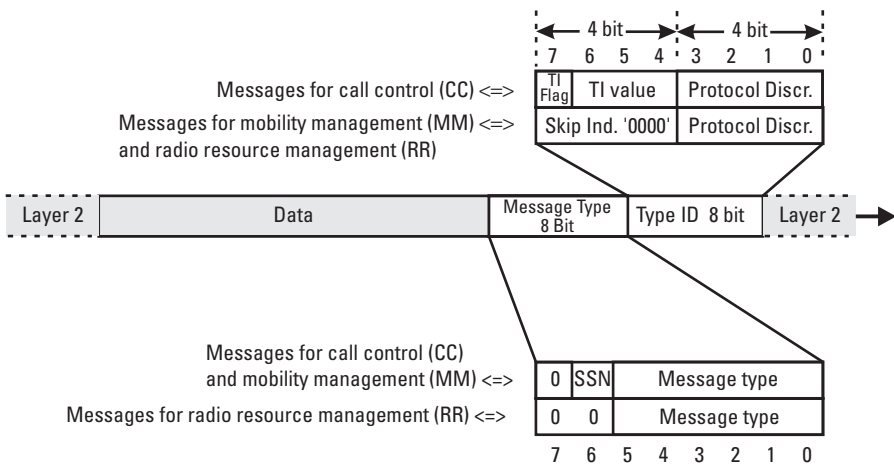 4 bit 4 bit
7 6 5 4 3 2 1 0
Messages for call control (CC) <=> TI Flag TI value Protocol Discr.
Messages for mobility management (MM) <=> Skip Ind. '0000' Protocol Discr.
and radio resource management (RR)
Layer 2 Data Message Type 8 Bit Type ID 8 bit Layer 2
Messages for call control (CC)
and mobility management (MM) <=> 0 SSN Message type
Messages for radio resource management (RR) <=> 0 0 Message type
7 6 5 4 3 2 1 0